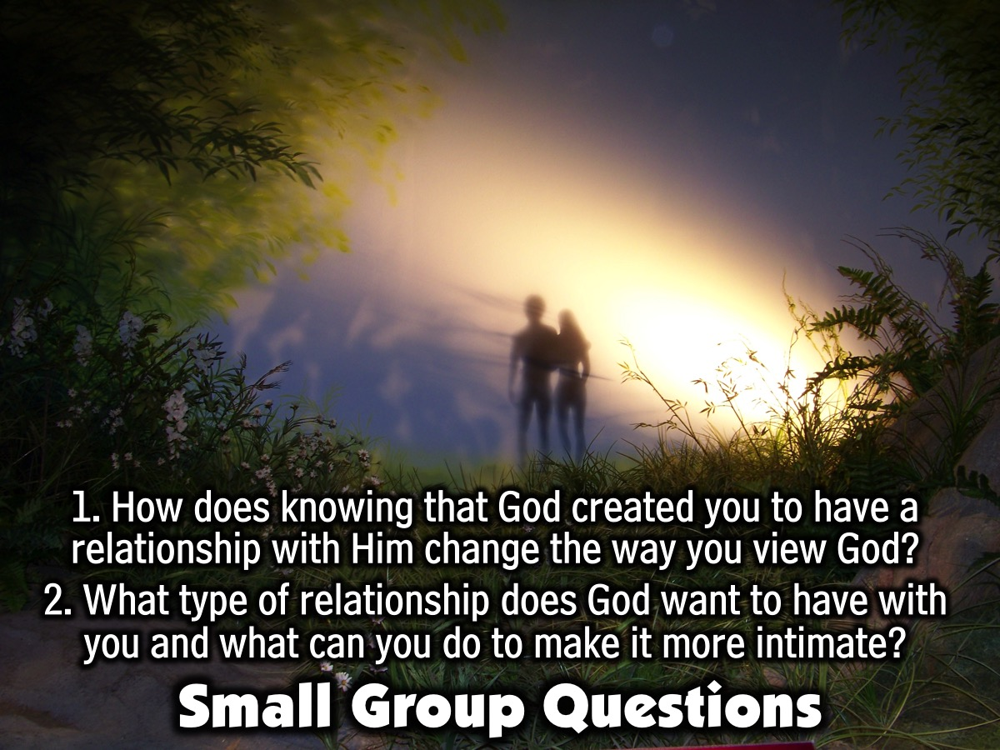 1. How does knowing that God created you to have a
relationship with Him change the way you view God?
2. What type of relationship does God want to have with
you and what can you do to make it more intimate?
Small Group Questions